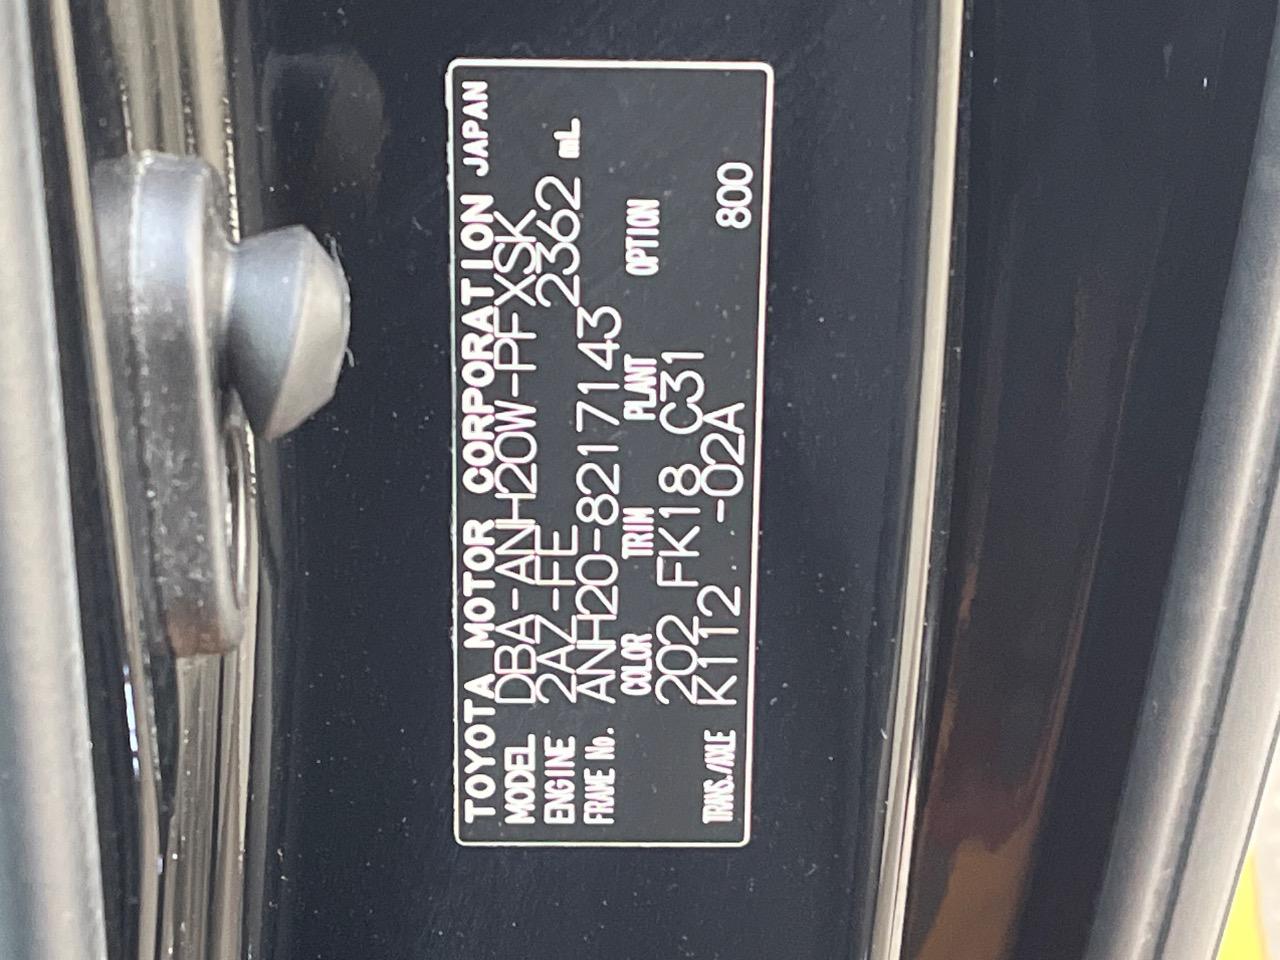 TOYOTA MOTOR CORPORATION JAPAN
MODEL DBA-ANH20W-PFXSK
ENGINE 2AZ-FE 2362 mL
FRAME No. ANH20-8217143
COLOR TRIM PLANT OPTION
202 FK18 C31
TRANS./AXLE K112 -02A 800